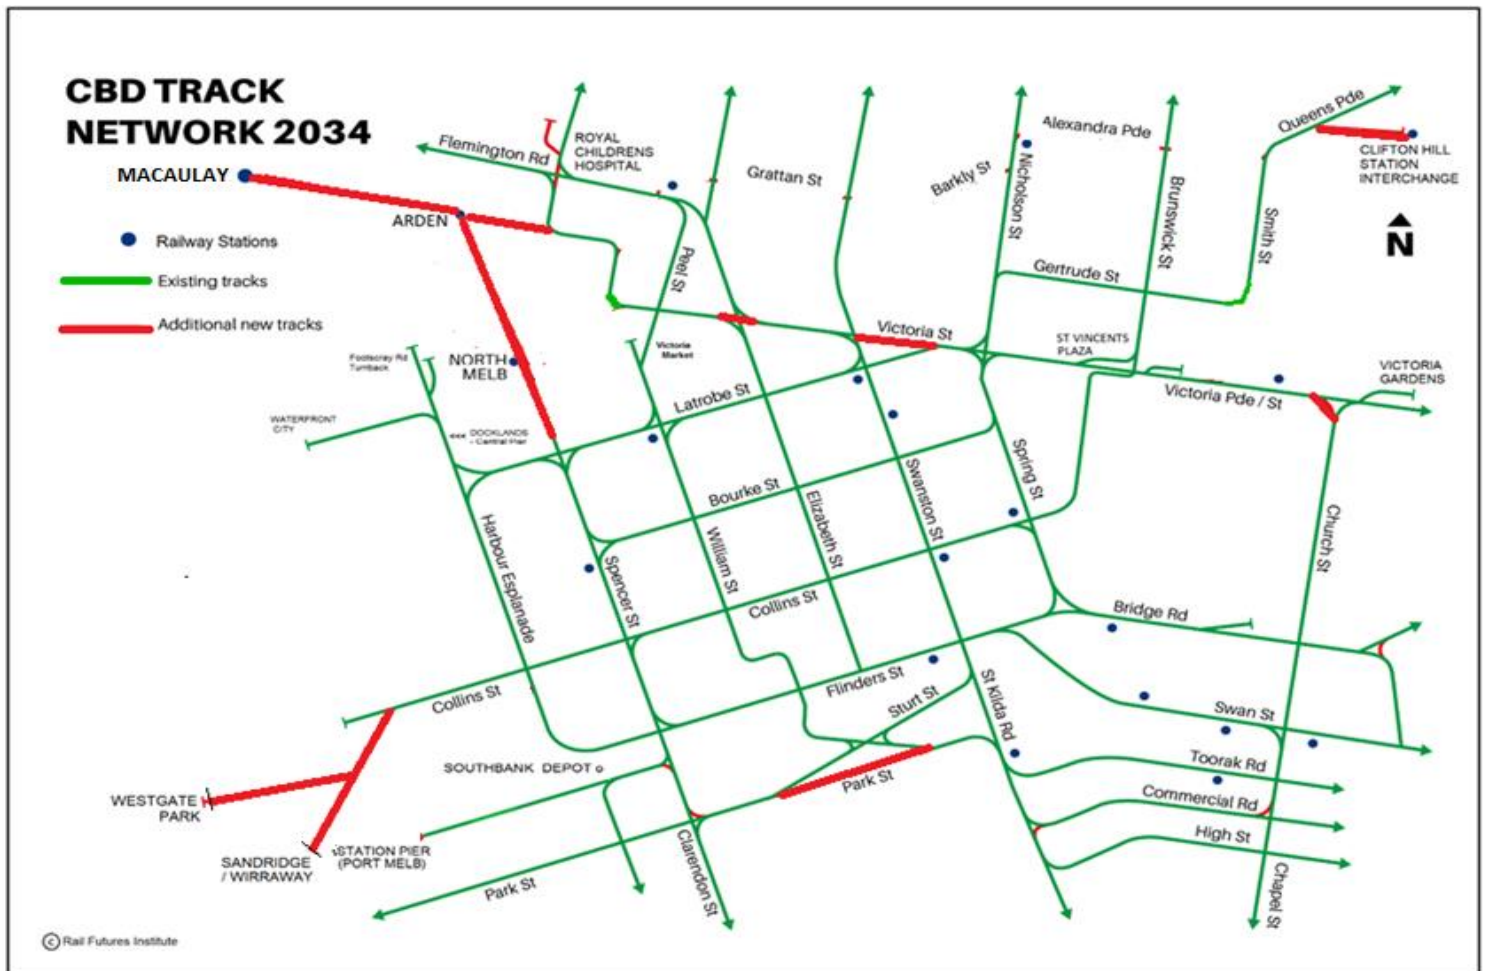 CBD TRACK
NETWORK 2034
MACAULAY
ARDEN
Railway Stations
Existing tracks
Additional new tracks
Flemington Rd
ROYAL
CHILDRENS
HOSPITAL
Grattan St
Barkly St
Nicholson St
Alexandra Pde
Brunswick St
Queens Pde
CLIFTON HILL
STATION
INTERCHANGE
N
Smith St
Gertrude St
Peel St
Victoria St
ST VINCENTS
PLAZA
Victoria Pde / St
VICTORIA
GARDENS
Victoria
Market
Footscray Rd
Turnback
NORTH
MELB
WATERFRONT
CITY
<<< DOCKLANDS
- Central Pier
Latrobe St
Bourke St
Collins St
Flinders St
Harbour Esplanade
Spencer St
William St
Elizabeth St
Swanston St
Spring St
Church St
Bridge Rd
Swan St
Toorak Rd
Commercial Rd
High St
Chapel St
St Kilda Rd
Sturt St
Park St
Collins St
SOUTHBANK DEPOT
WESTGATE
PARK
SANDRIDGE
/ WIRRAWAY
STATION PIER
(PORT MELB)
Park St
Clarendon St
© Rail Futures Institute